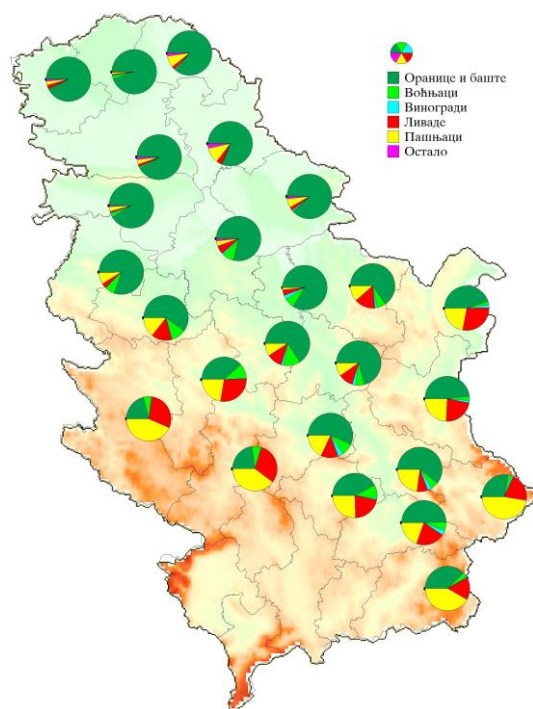 Оранице и баште
Воћњаци
Виногради
Ливаде
Пашњаци
Остало